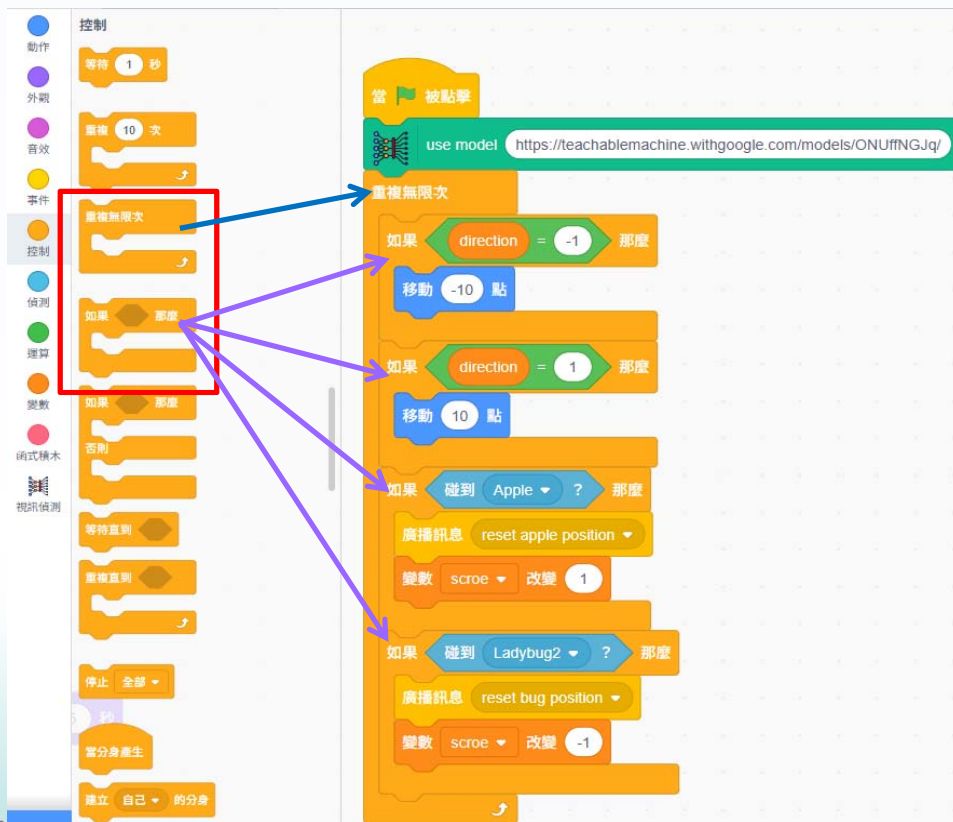 動作
外觀
音效
事件
控制
偵測
運算
變數
函式積木
視訊偵測
控制
等待 1 秒
重複 10 次
重複無限次
如果 那麼
如果 那麼
否則
等待直到
重複直到
停止 全部
秒
當分身產生
建立 自己 的分身
當 被點擊
use model https://teachablemachine.withgoogle.com/models/ONUffNGJq/
重複無限次
如果 direction = -1 那麼
移動 -10 點
如果 direction = 1 那麼
移動 10 點
如果 碰到 Apple ? 那麼
廣播訊息 reset apple position
變數 scroe 改變 1
如果 碰到 Ladybug2 ? 那麼
廣播訊息 reset bug position
變數 scroe 改變 -1